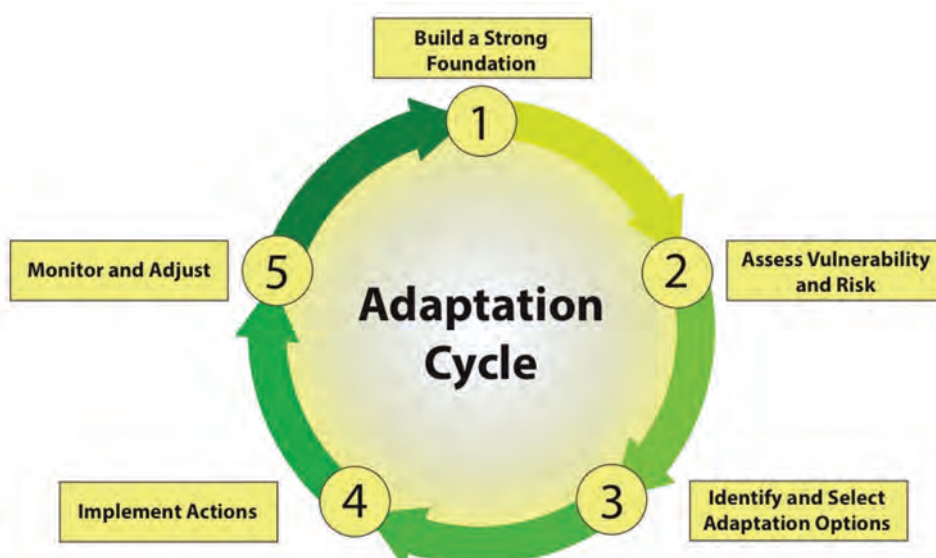 Build a Strong
Foundation
1
2
Assess Vulnerability
and Risk
3
Identify and Select
Adaptation Options
4
Implement Actions
5
Monitor and Adjust
Adaptation
Cycle